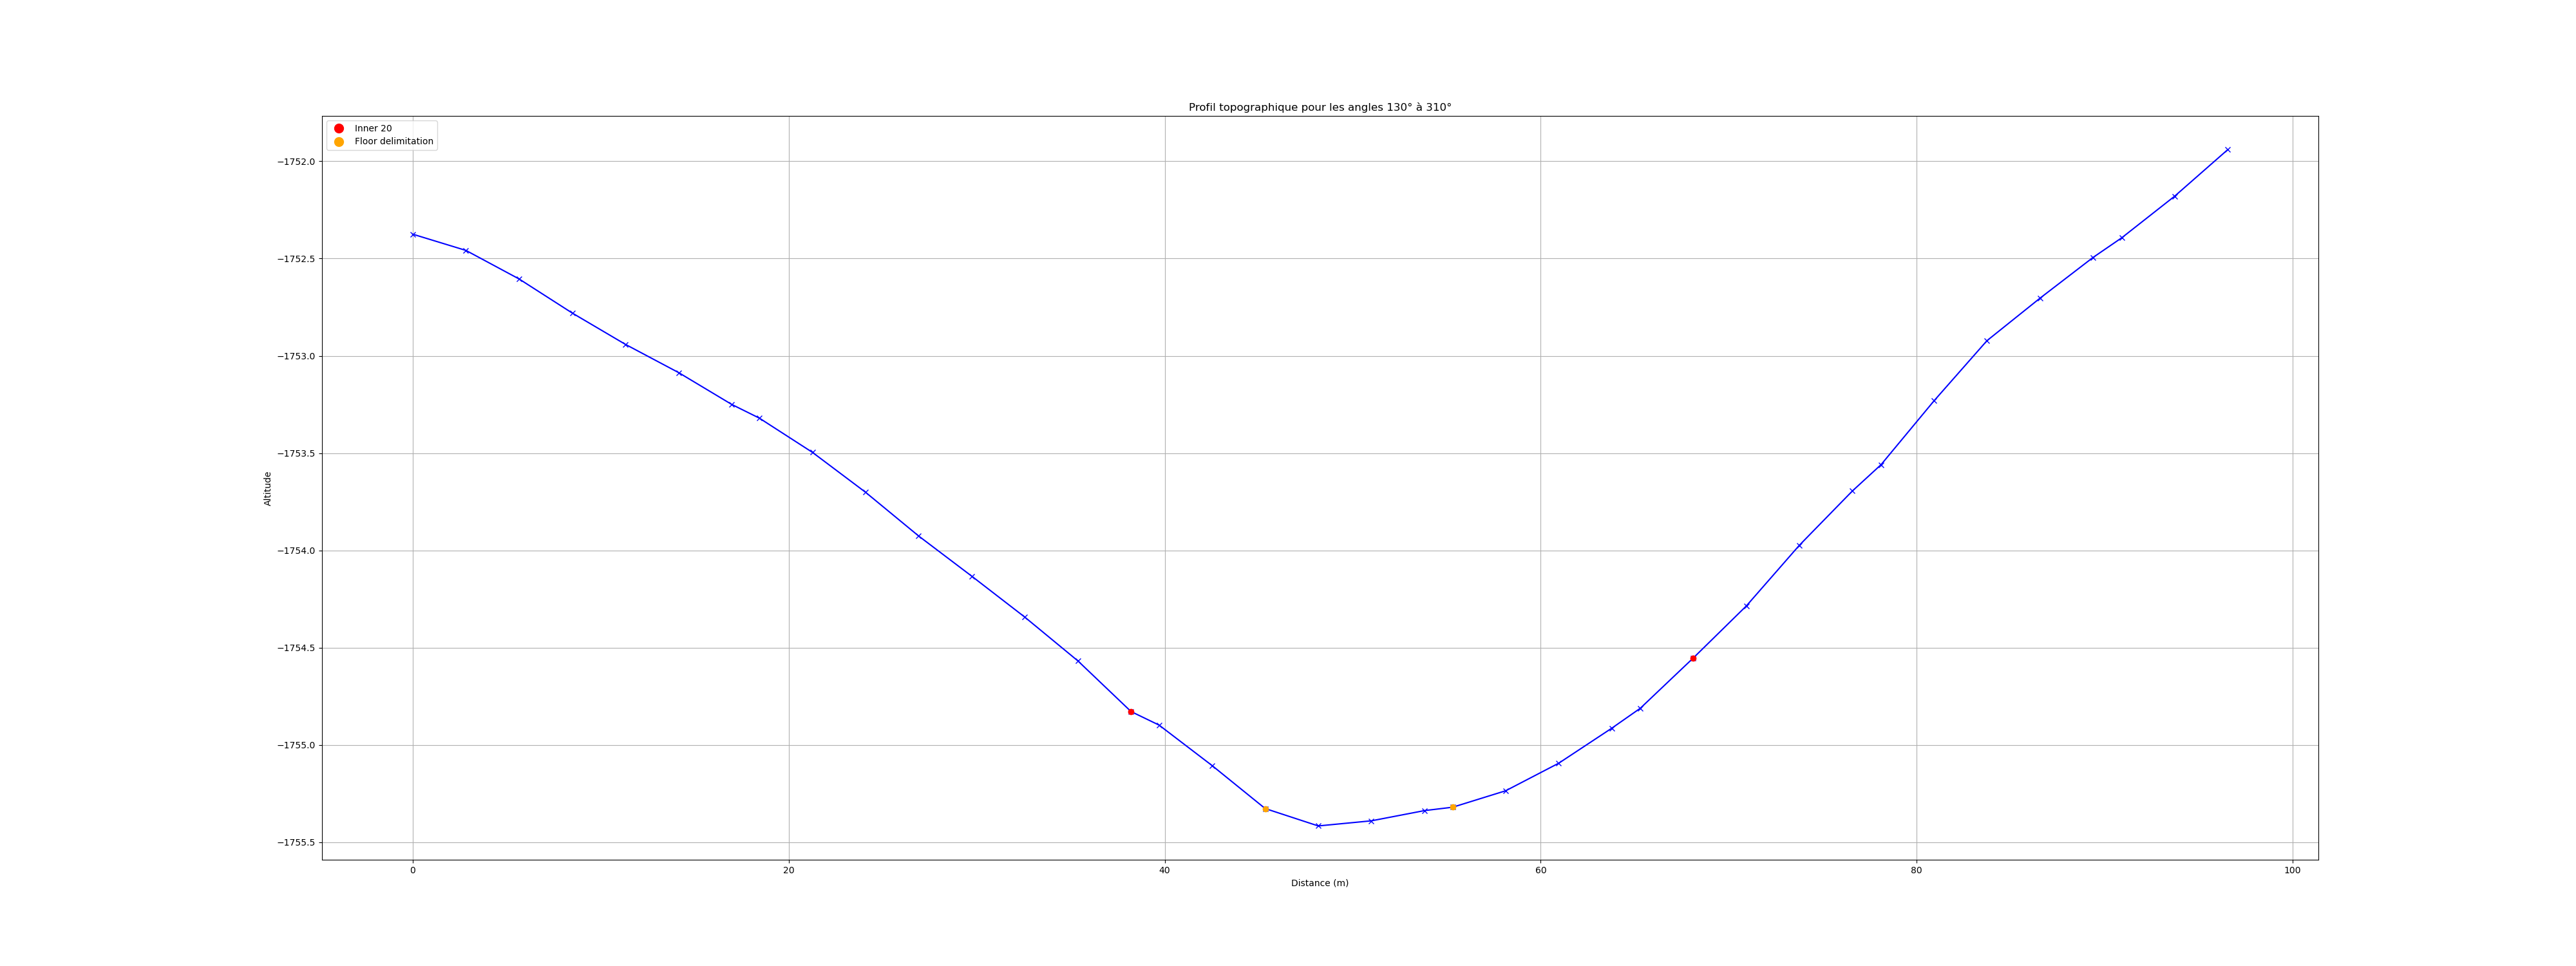 Profil topographique pour les angles 130° à 310°
Inner 20
Floor delimitation
−1752.0
−1752.5
−1753.0
−1753.5
−1754.0
−1754.5
−1755.0
−1755.5
Altitude
0 20 40 60 80 100
Distance (m)